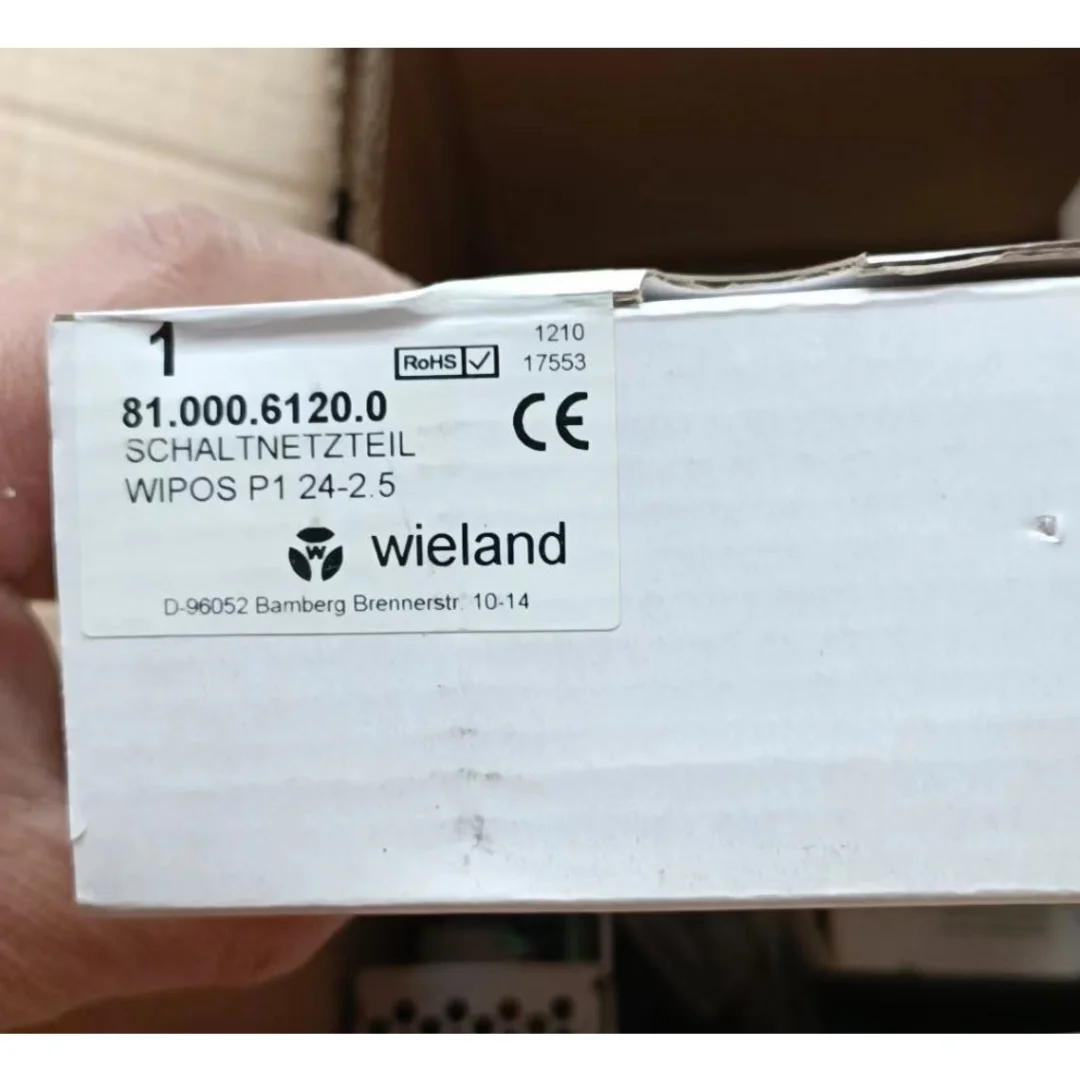 1
1210
RoHS
17553
81.000.6120.0
CE
SCHALTNETZTEIL
WIPOS P1 24-2.5
W wieland
D-96052 Bamberg Brennerstr. 10-14